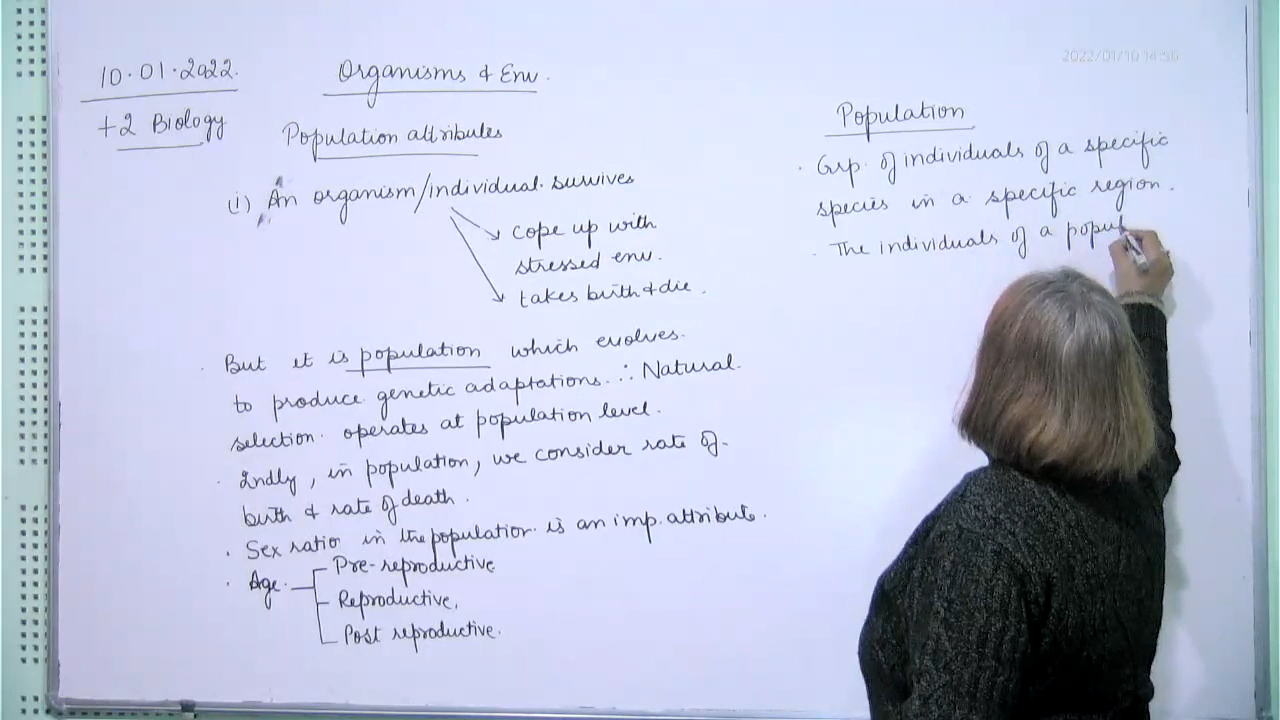 10.01.2022.
Organisms & Env.
+2 Biology
Population attributes
(i) An organism/individual survives
cope up with
stressed env.
takes birth & die.
. But it is population which evolves.
to produce genetic adaptations. ∴ Natural.
selection. operates at population level.
. 2ndly, in population, we consider rate of
birth & rate of death.
. Sex ratio in the population is an imp. attribute.
. Age.
Pre-reproductive
Reproductive.
Post reproductive.
2022/01/10 14:56
Population
. Grp. of individuals of a specific
species in a specific region.
. The individuals of a popul